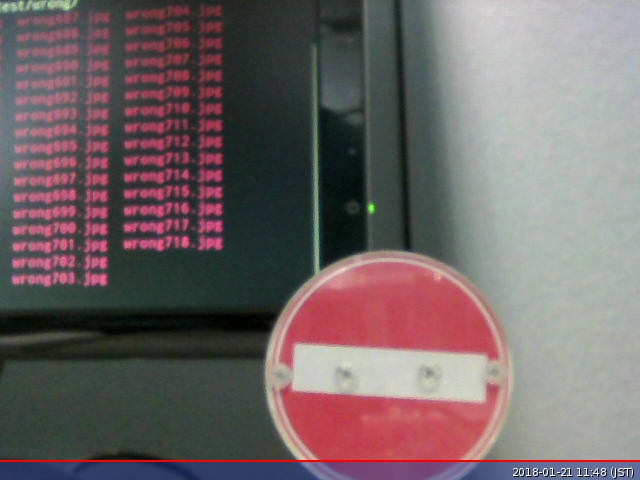 test/wrong)
wrong687.jpg wrong704.jpg
wrong688.jpg wrong705.jpg
wrong689.jpg wrong706.jpg
wrong690.jpg wrong707.jpg
wrong691.jpg wrong708.jpg
wrong692.jpg wrong709.jpg
wrong693.jpg wrong710.jpg
wrong694.jpg wrong711.jpg
wrong695.jpg wrong712.jpg
wrong696.jpg wrong713.jpg
wrong697.jpg wrong714.jpg
wrong698.jpg wrong715.jpg
wrong699.jpg wrong716.jpg
wrong700.jpg wrong717.jpg
wrong701.jpg wrong718.jpg
wrong702.jpg
wrong703.jpg
2018-01-21 11:48 (JST)